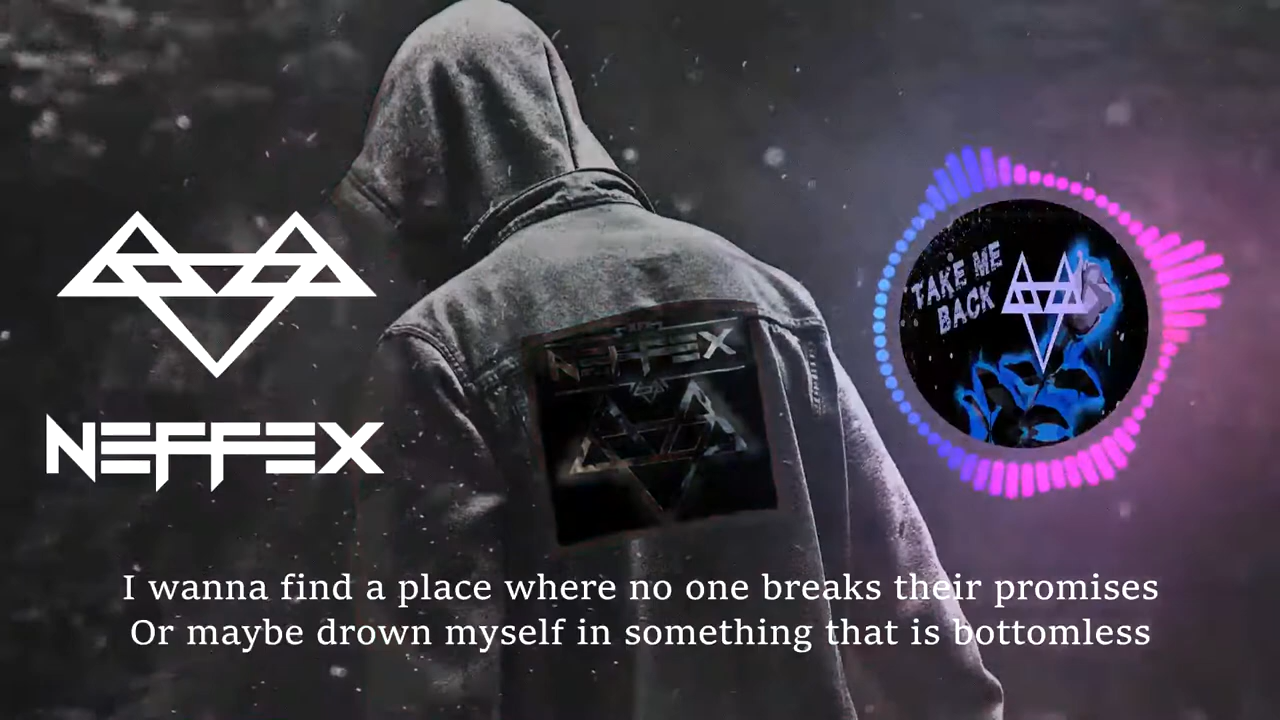 NEFFEX
NEFFEX
TAKE ME
BACK
I wanna find a place where no one breaks their promises
Or maybe drown myself in something that is bottomless